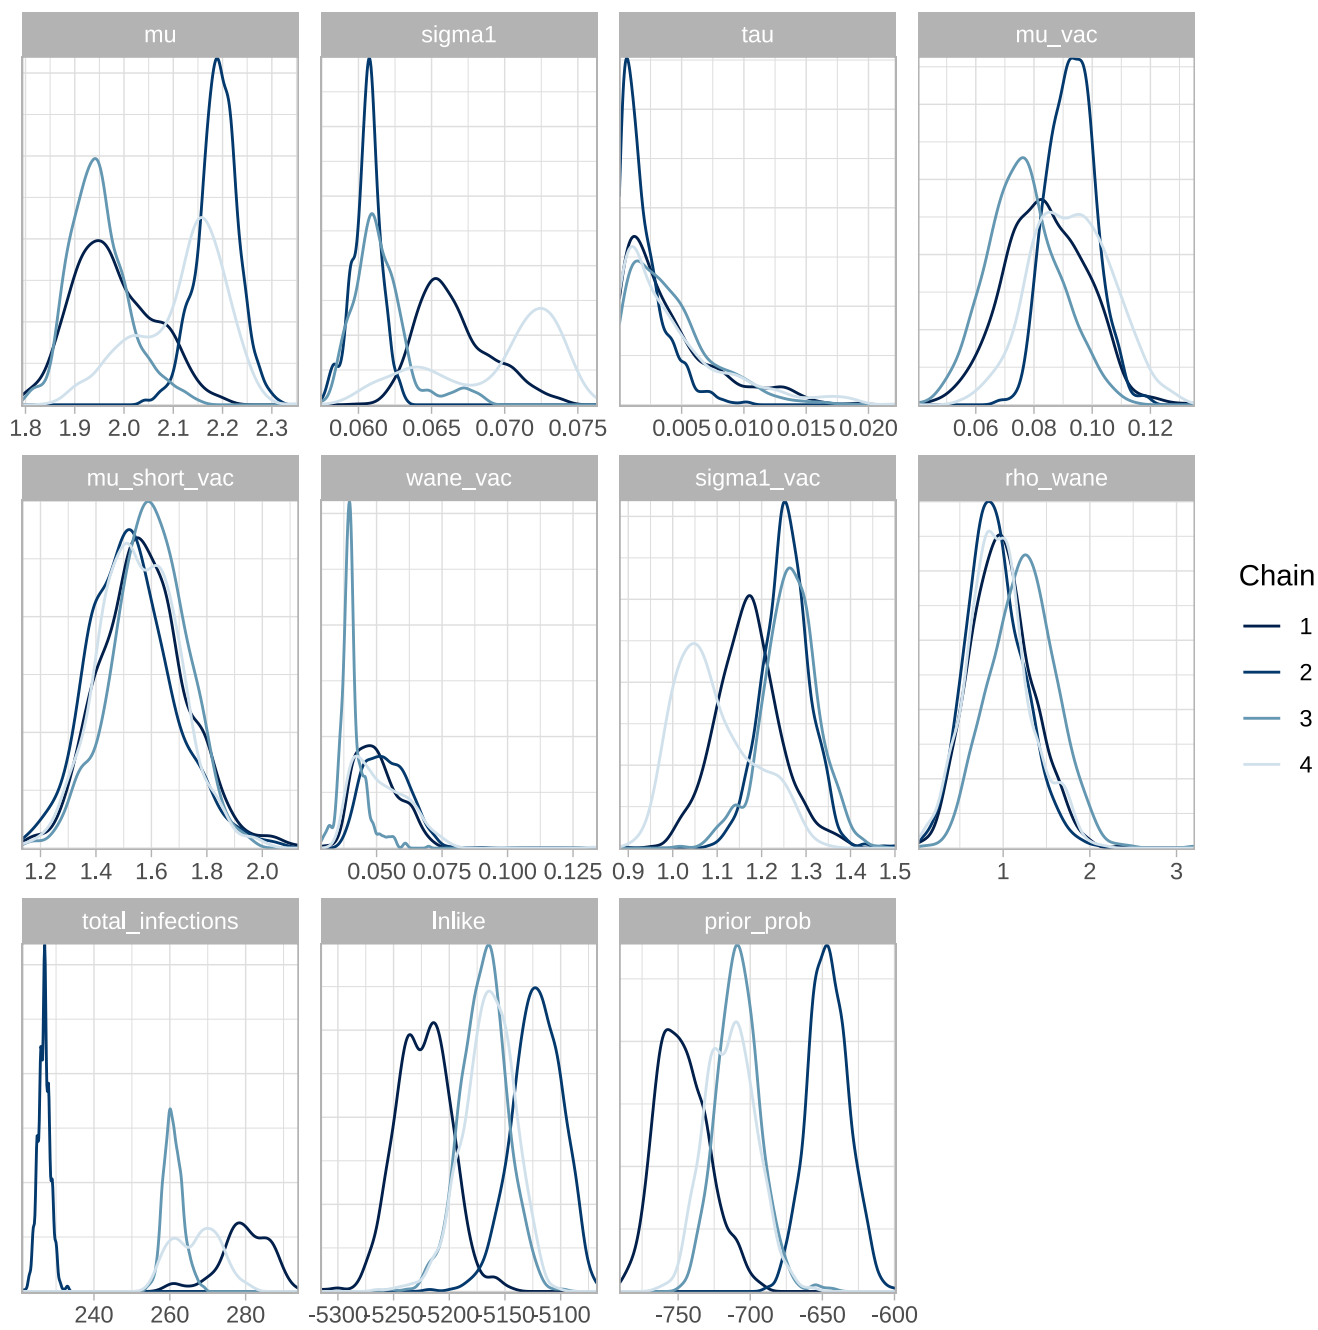 mu sigma1 tau mu_vac
1.8 1.9 2.0 2.1 2.2 2.3 0.060 0.065 0.070 0.075 0.005 0.010 0.015 0.020 0.06 0.08 0.10 0.12
mu_short_vac wane_vac sigma1_vac rho_wane
Chain
1
2
3
4
1.2 1.4 1.6 1.8 2.0 0.050 0.075 0.100 0.125 0.9 1.0 1.1 1.2 1.3 1.4 1.5 1 2 3
total_infections lnlike prior_prob
240 260 280 -5300 -5250 -5200 -5150 -5100 -750 -700 -650 -600